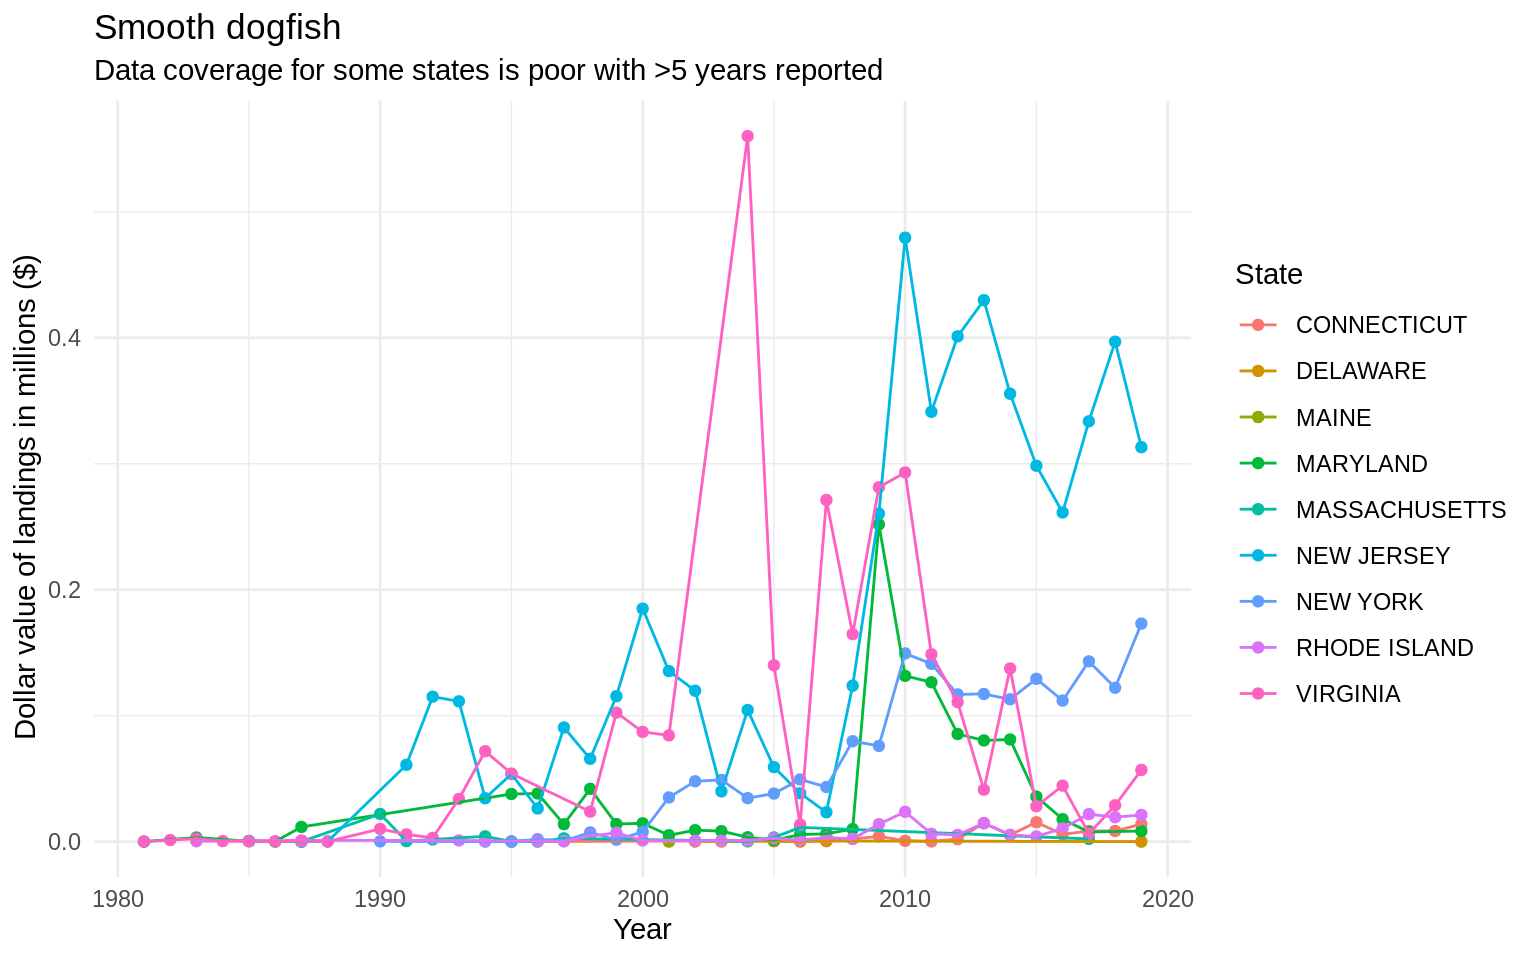 Smooth dogfish
Data coverage for some states is poor with >5 years reported
Dollar value of landings in millions ($)
0.4
0.2
0.0
1980 1990 2000 2010 2020
Year
State
CONNECTICUT
DELAWARE
MAINE
MARYLAND
MASSACHUSETTS
NEW JERSEY
NEW YORK
RHODE ISLAND
VIRGINIA